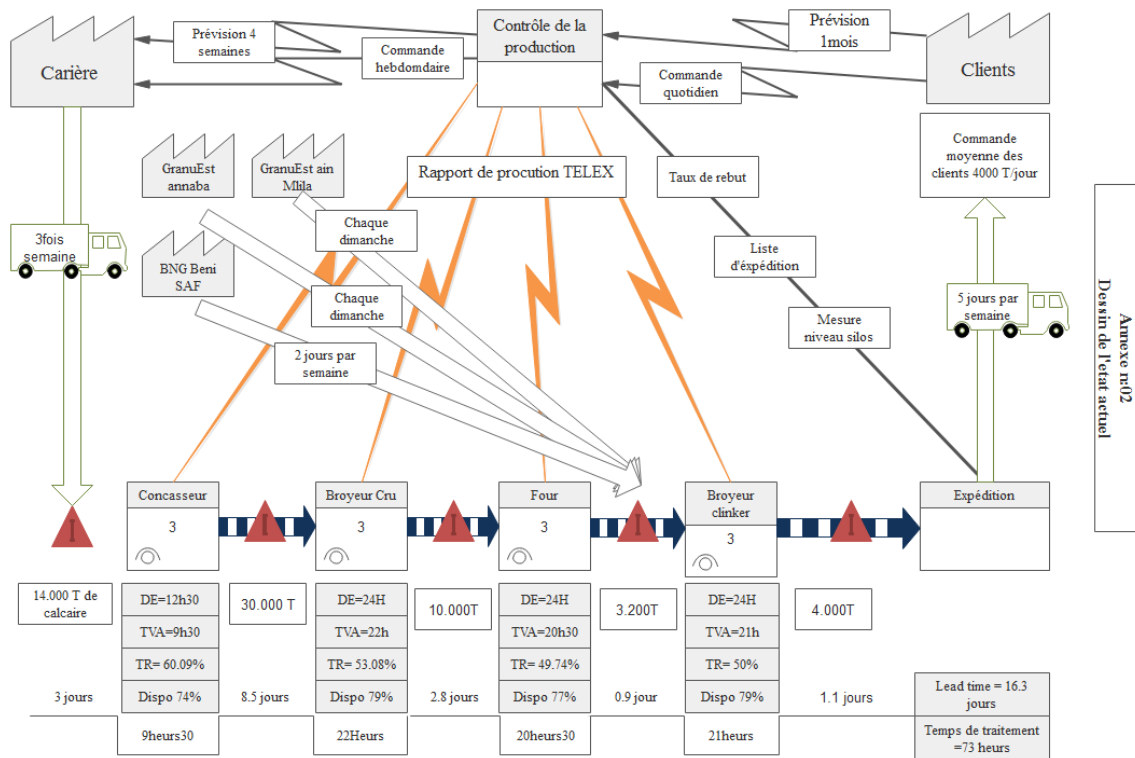 Prévision 4
semaines
Contrôle de la
production
Prévision
1mois
Carière
Commande
hebdomdaire
Commande
quotidien
Clients
GranuEst
annaba
GranuEst ain
Mlila
Rapport de procution TELEX
Taux de rebut
Commande
moyenne des
clients 4000 T/jour
Chaque
dimanche
3fois
semaine
BNG Beni
SAF
Liste
d'éxpédition
Chaque
dimanche
5 jours par
semaine
Mesure
niveau silos
2 jours par
semaine
Annexe n:02
Dessin de l'etat actuel
Concasseur
3
Broyeur Cru
3
Four
3
Broyeur
clinker
3
Expédition
I
I
I
I
I
14.000 T de
calcaire
DE=12h30
TVA=9h30
TR= 60.09%
Dispo 74%
30.000 T
DE=24H
TVA=22h
TR= 53.08%
Dispo 79%
10.000T
DE=24H
TVA=20h30
TR= 49.74%
Dispo 77%
3.200T
DE=24H
TVA=21h
TR= 50%
Dispo 79%
4.000T
3 jours
8.5 jours
2.8 jours
0.9 jour
1.1 jours
Lead time = 16.3
jours
9heurs30
22Heurs
20heurs30
21heurs
Temps de traitement
=73 heurs